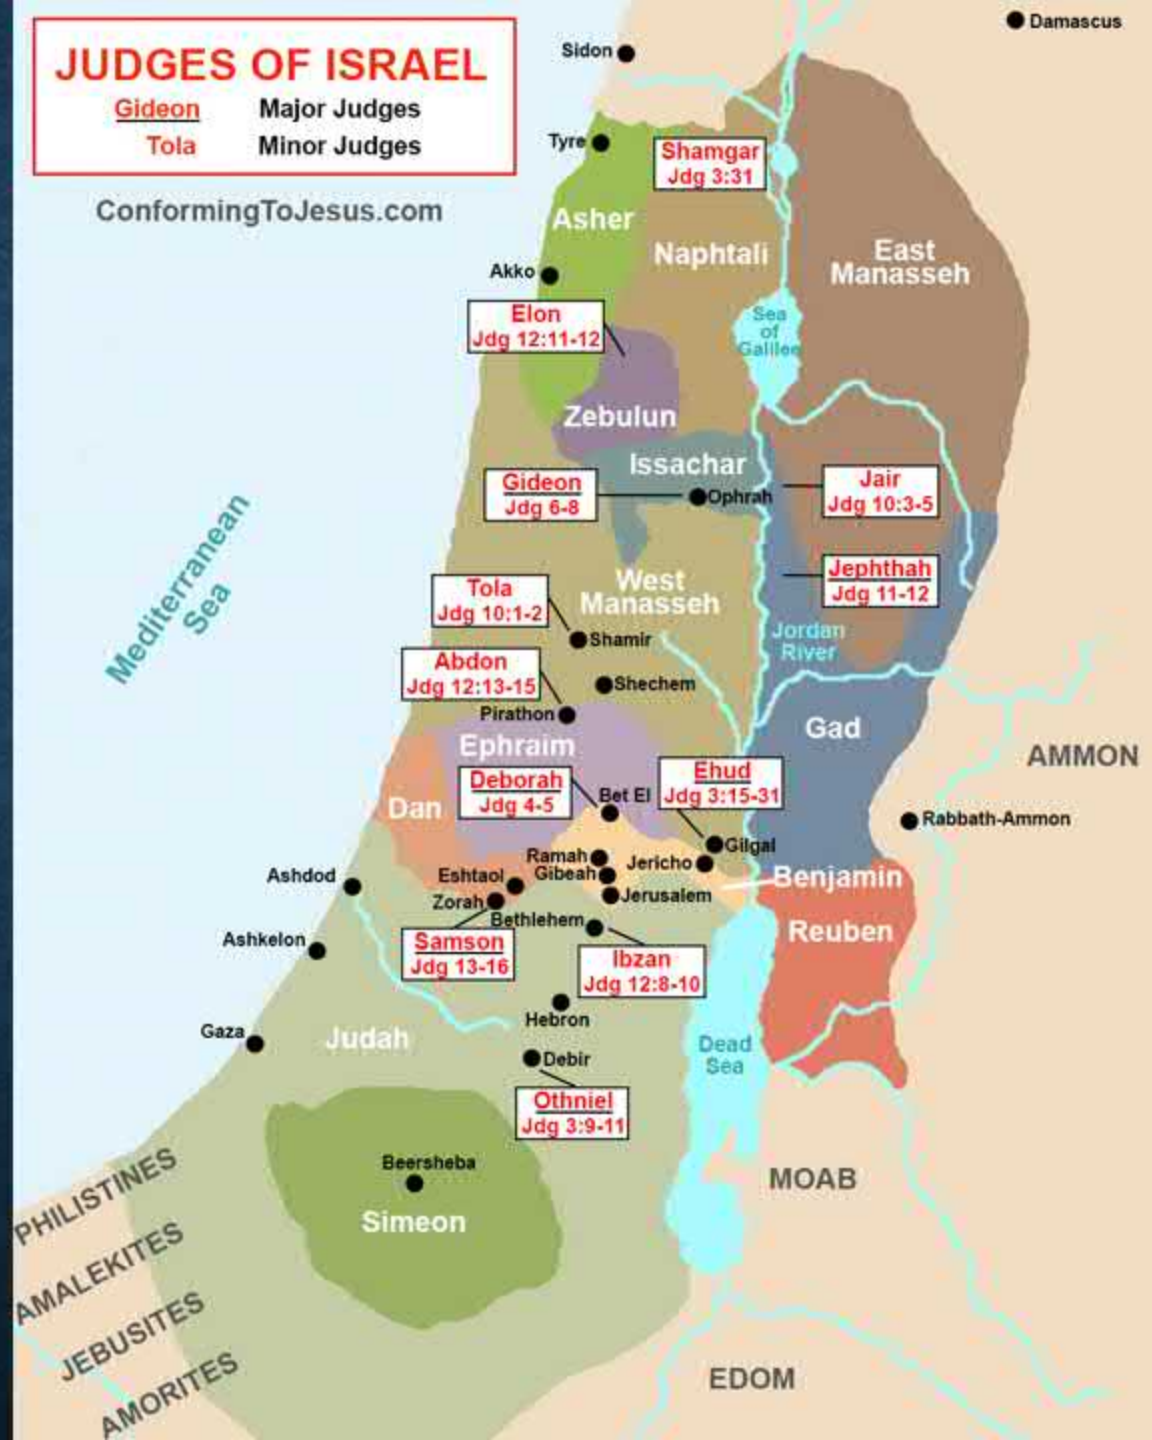 JUDGES OF ISRAEL
Gideon Major Judges
Tola Minor Judges
ConformingToJesus.com
Damascus
Sidon
Tyre
Shamgar
Jdg 3:31
Asher
Naphtali
East
Manasseh
Akko
Elon
Jdg 12:11-12
Sea
of
Galilee
Zebulun
Issachar
Gideon
Jdg 6-8
Ophrah
Jair
Jdg 10:3-5
Mediterranean
Sea
Jephthah
Jdg 11-12
West
Manasseh
Tola
Jdg 10:1-2
Shamir
Jordan
River
Abdon
Jdg 12:13-15
Shechem
Pirathon
Ephraim
Gad
AMMON
Deborah
Jdg 4-5
Bet El
Ehud
Jdg 3:15-31
Dan
Rabbath-Ammon
Gilgal
Ramah
Jericho
Gibeah
Eshtaol
Benjamin
Ashdod
Zorah
Jerusalem
Bethlehem
Reuben
Ashkelon
Samson
Jdg 13-16
Ibzan
Jdg 12:8-10
Hebron
Gaza
Judah
Debir
Dead
Sea
Othniel
Jdg 3:9-11
Beersheba
Simeon
MOAB
PHILISTINES
AMALEKITES
JEBUSITES
AMORITES
EDOM